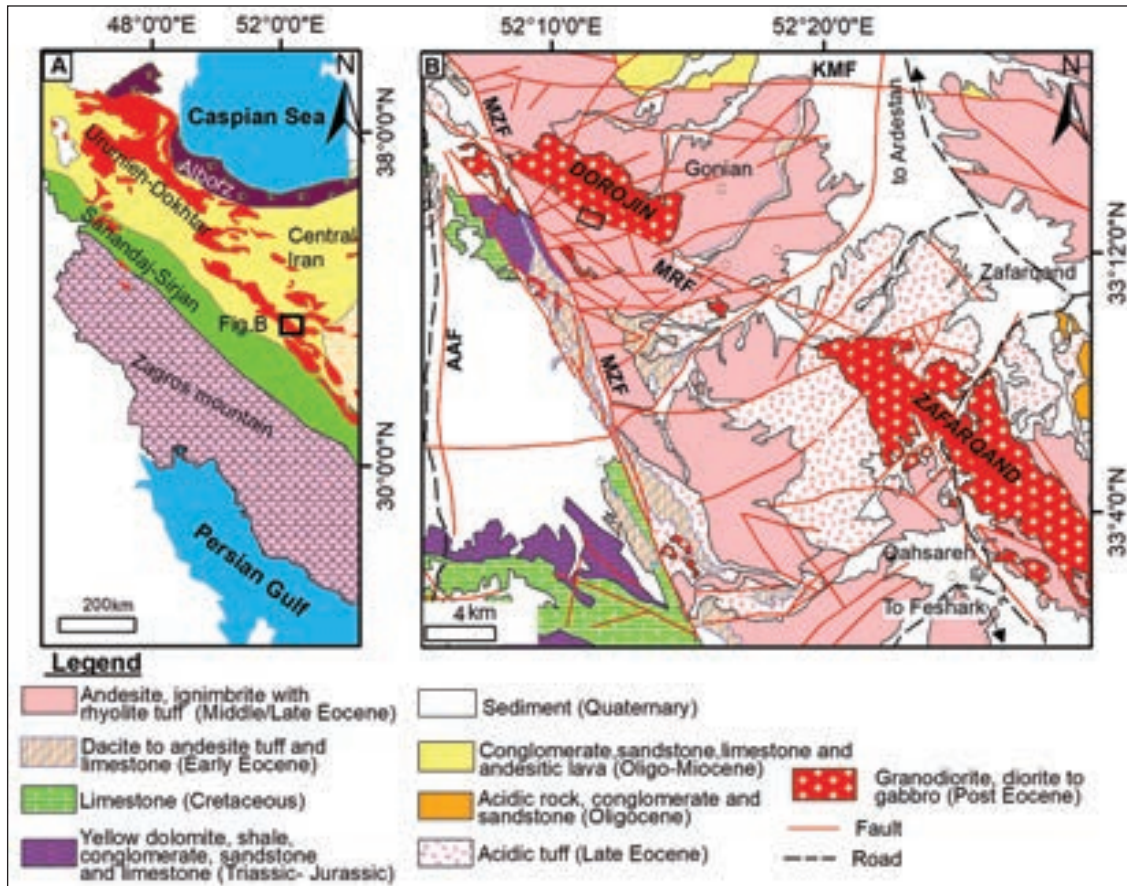 48°0'0"E
52°0'0"E
A
N
Caspian Sea
38°0'0"N
Urumieh-Dokhtar
Alborz
Central
Iran
Sanandaj-Sirjan
Fig.B
Zagros mountain
30°0'0"N
Persian Gulf
200km
52°10'0"E
52°20'0"E
B
KMF
N
MZF
to Ardestan
DOROJIN
Gonian
33°12'0"N
MRF
Zafarqand
AAF
MZF
ZAFARQAND
33°4'0"N
Qahsareh
To Feshark
4 km
Legend
Andesite, ignimbrite with
rhyolite tuff (Middle/Late Eocene)
Dacite to andesite tuff and
limestone (Early Eocene)
Limestone (Cretaceous)
Yellow dolomite, shale,
conglomerate, sandstone
and limestone (Triassic- Jurassic)
Sediment (Quaternary)
Conglomerate,sandstone,limestone and
andesitic lava (Oligo-Miocene)
Acidic rock, conglomerate and
sandstone (Oligocene)
Acidic tuff (Late Eocene)
Granodiorite, diorite to
gabbro (Post Eocene)
Fault
Road